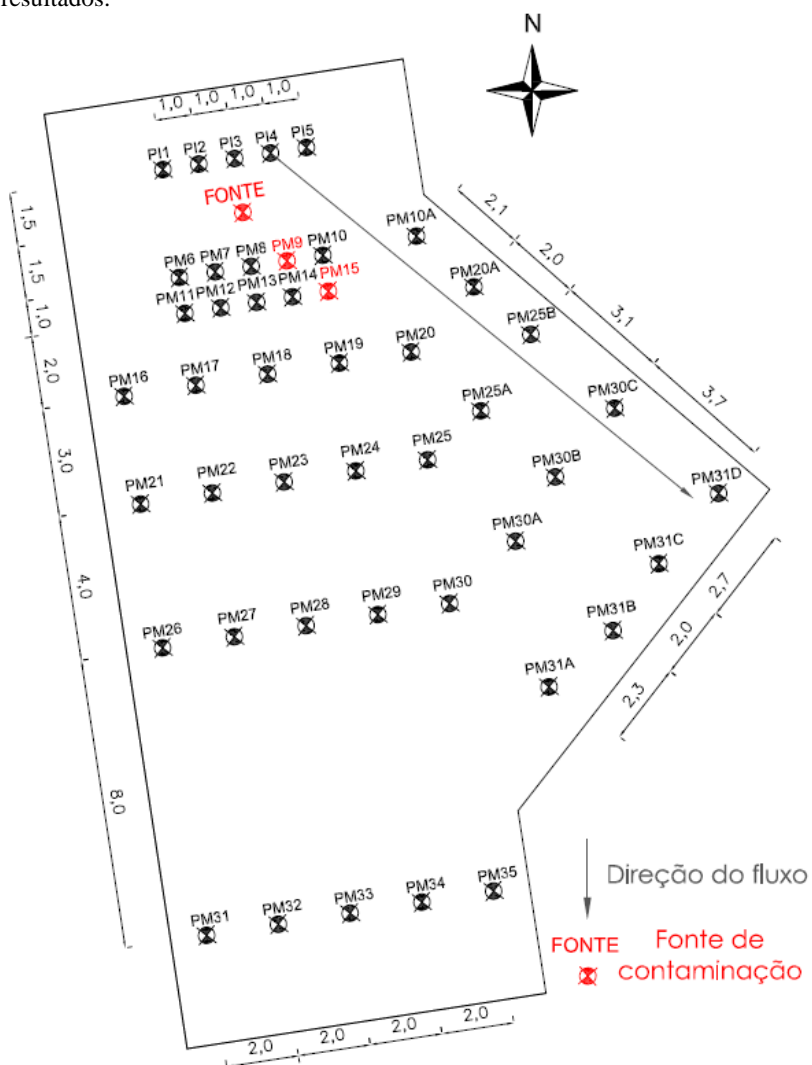 resultados.
N
1,0 1,0 1,0 1,0
PI1 PI2 PI3 PI4 PI5
FONTE
PM10A
2,1
2,0
3,1
3,7
1,5
1,5
1,0
2,0
3,0
4,0
8,0
PM6 PM7 PM8 PM9 PM10
PM20A
PM11 PM12 PM13 PM14 PM15
PM25B
PM16 PM17 PM18 PM19 PM20
PM25A
PM30C
PM21 PM22 PM23 PM24 PM25
PM30B
PM31D
PM30A
PM31C
PM26 PM27 PM28 PM29 PM30
PM31B
PM31A
2,7
2,0
2,3
PM31 PM32 PM33 PM34 PM35
2,0 2,0 2,0 2,0
Direção do fluxo
FONTE
Fonte de
contaminação